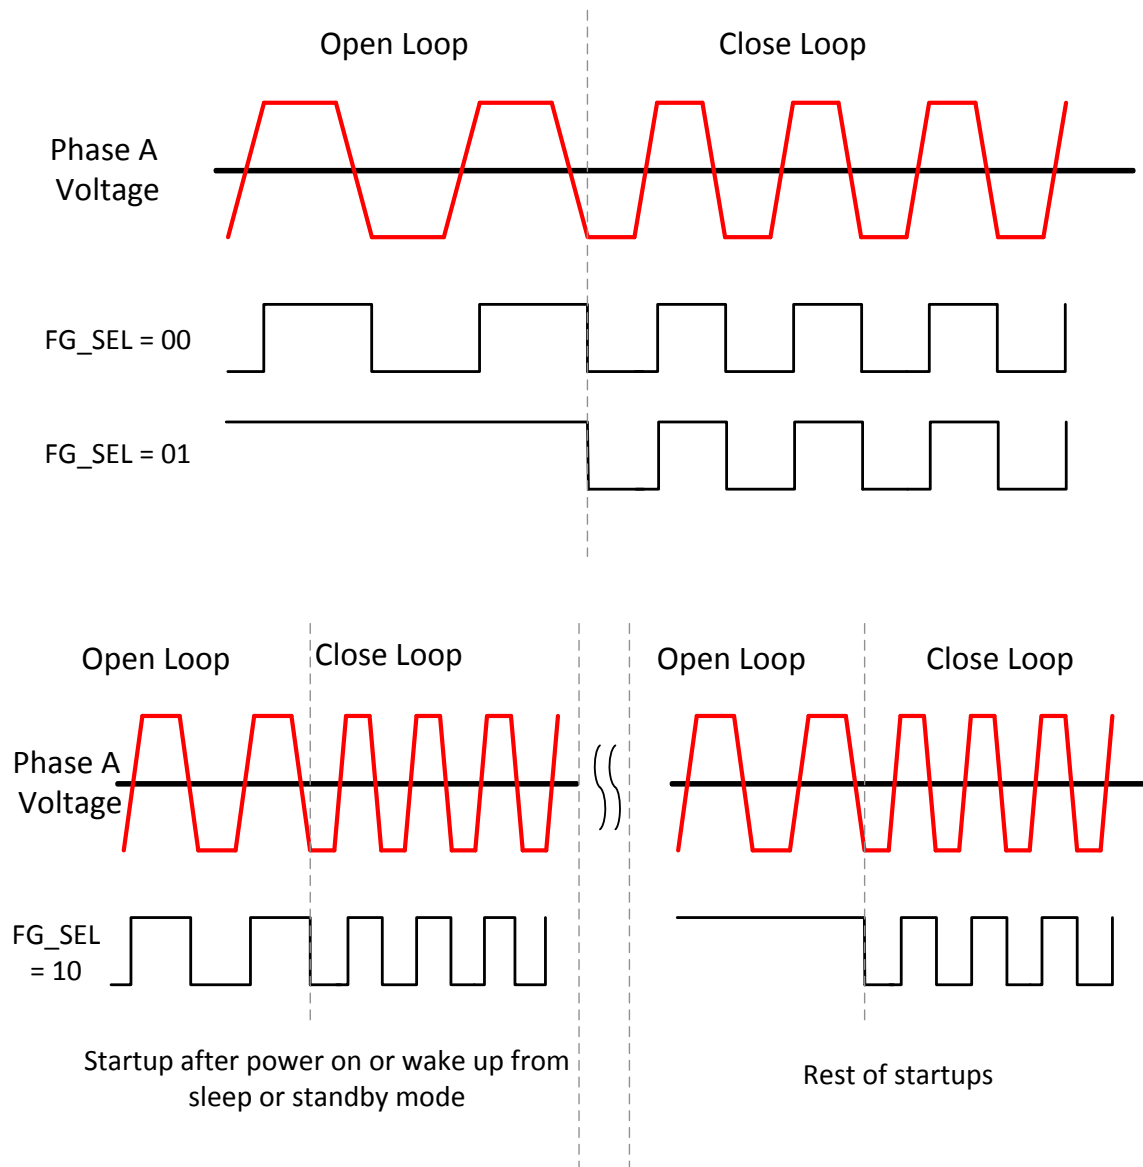 Open Loop
Close Loop
Phase A
Voltage
FG_SEL = 00
FG_SEL = 01
Open Loop
Close Loop
Open Loop
Close Loop
Phase A
Voltage
FG_SEL
= 10
Startup after power on or wake up from
sleep or standby mode
Rest of startups